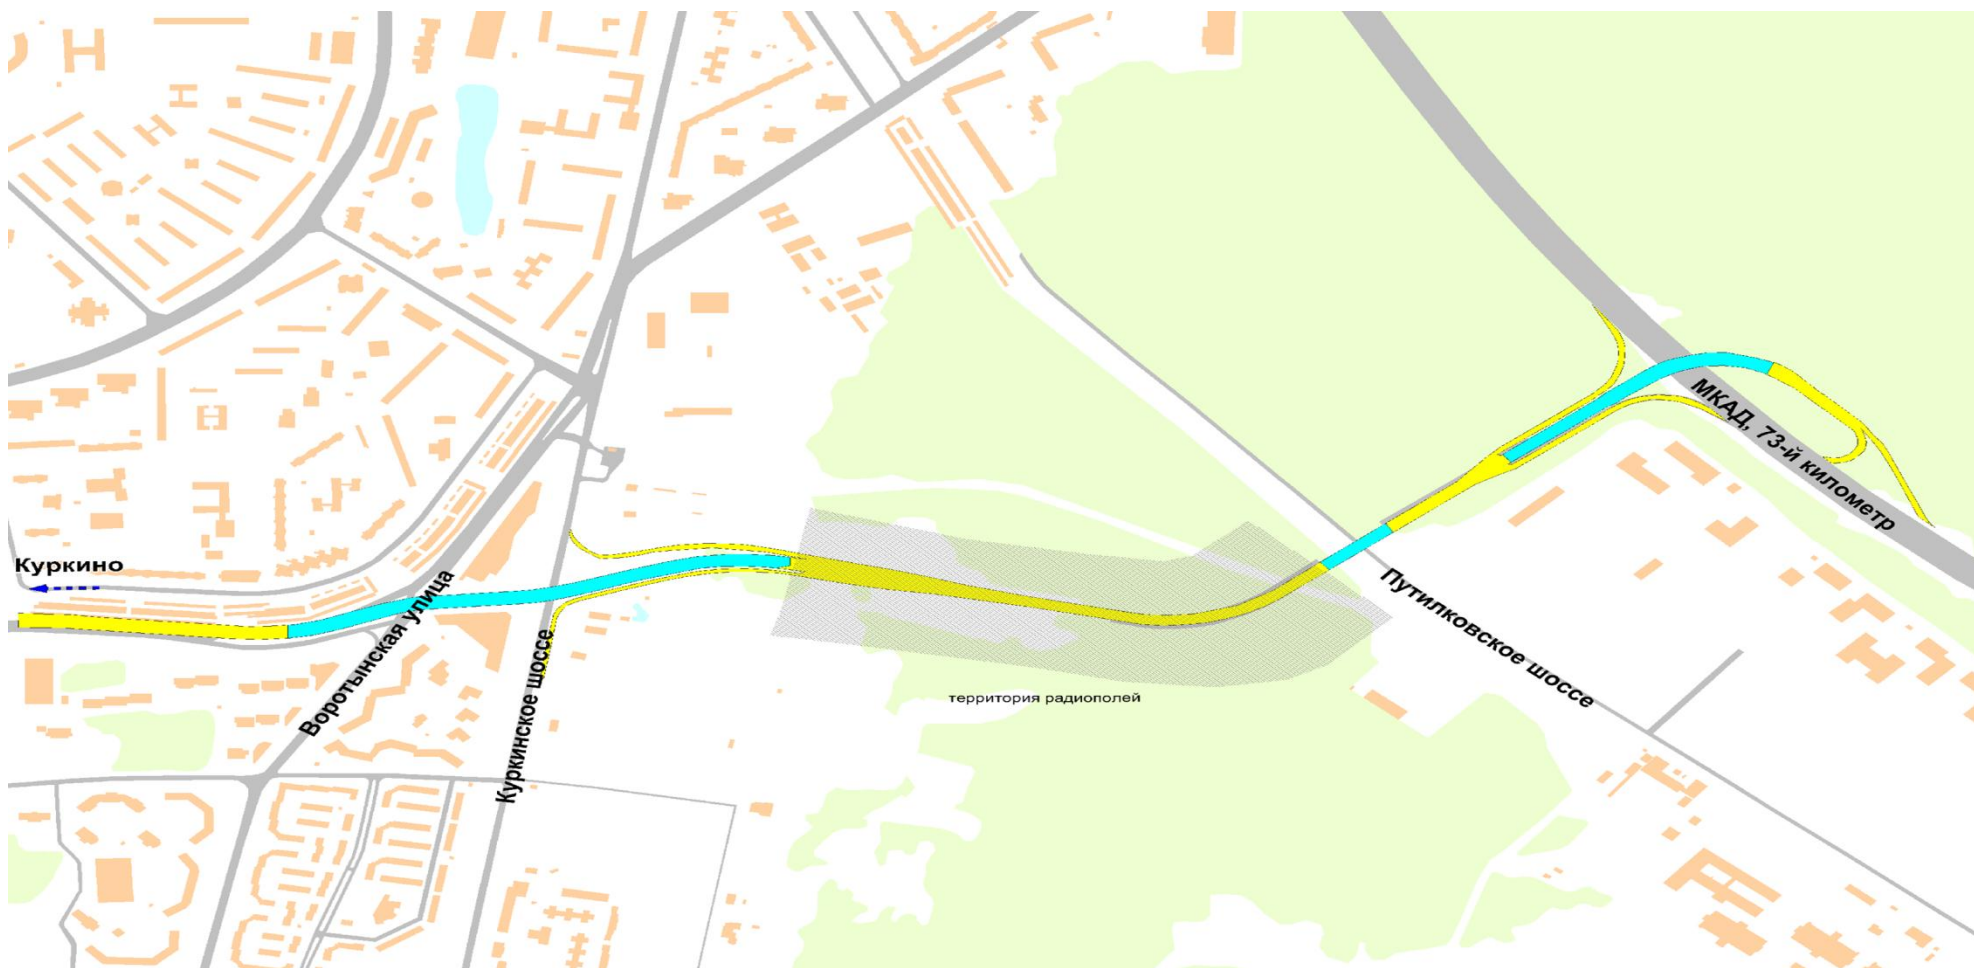 МКАД, 73-й километр
Куркино
Воротынская улица
Куркинское шоссе
Путилковское шоссе
территория радиополей